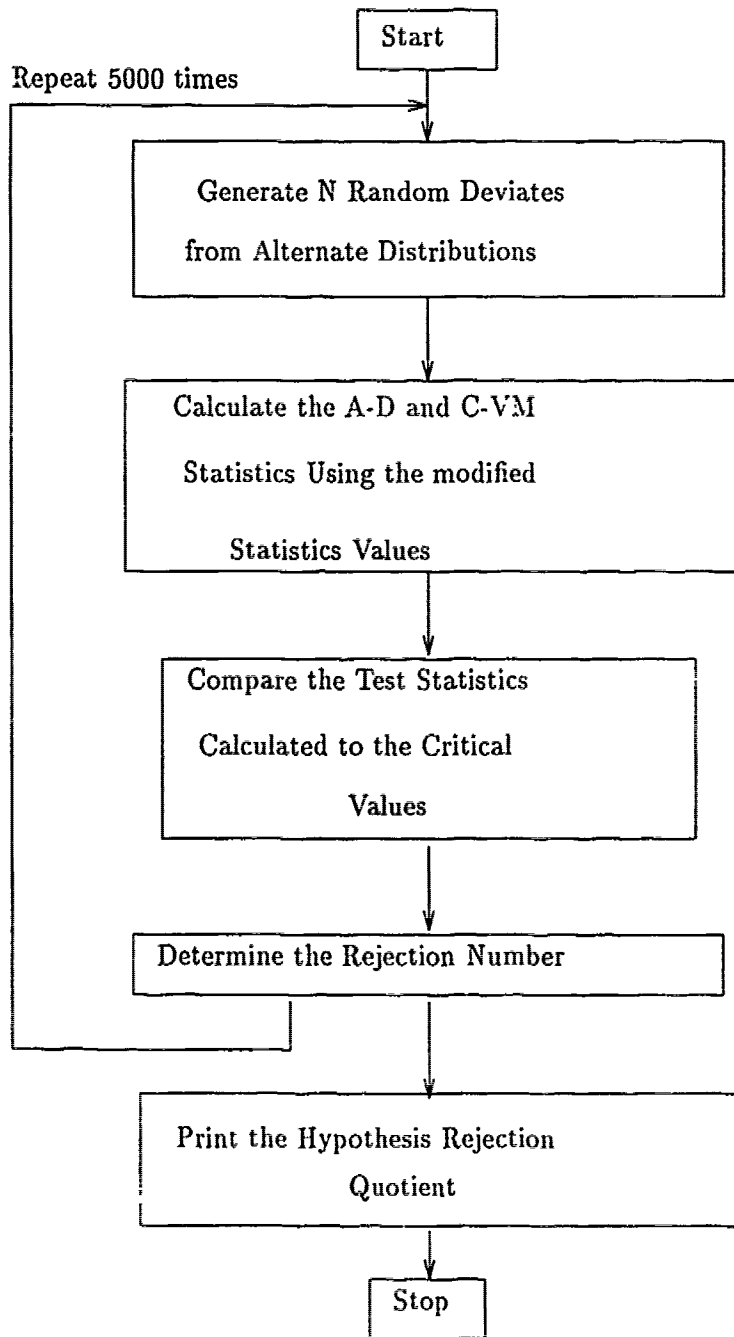 Start
Repeat 5000 times
Generate N Random Deviates
from Alternate Distributions
Calculate the A-D and C-VM
Statistics Using the modified
Statistics Values
Compare the Test Statistics
Calculated to the Critical
Values
Determine the Rejection Number
Print the Hypothesis Rejection
Quotient
Stop